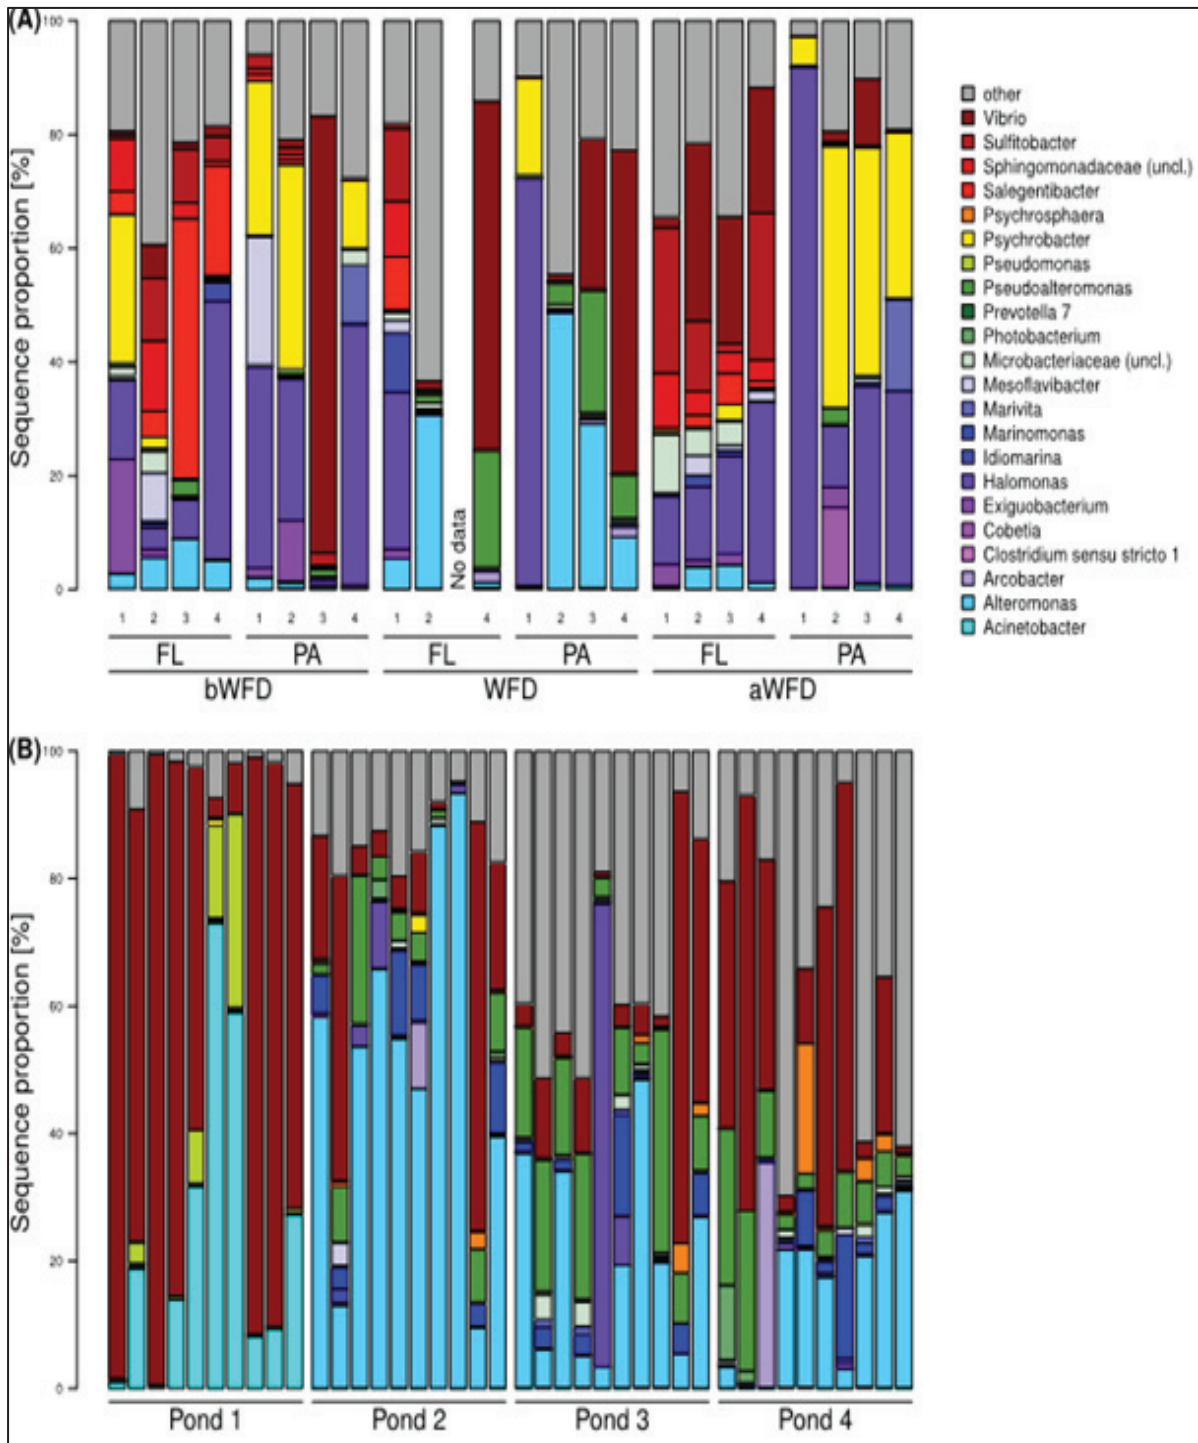 (A)
100
80
60
40
20
0
Sequence proportion [%]
No data
1 2 3 4 1 2 3 4 1 2 4 1 2 3 4 1 2 3 4 1 2 3 4
FL PA FL PA FL PA
bWFD WFD aWFD
other
Vibrio
Sulfitobacter
Sphingomonadaceae (uncl.)
Salegentibacter
Psychrosphaera
Psychrobacter
Pseudomonas
Pseudoalteromonas
Prevotella 7
Photobacterium
Microbacteriaceae (uncl.)
Mesoflavibacter
Marivita
Marinomonas
Idiomarina
Halomonas
Exiguobacterium
Cobetia
Clostridium sensu stricto 1
Arcobacter
Alteromonas
Acinetobacter
(B)
100
80
60
40
20
0
Sequence proportion [%]
Pond 1 Pond 2 Pond 3 Pond 4